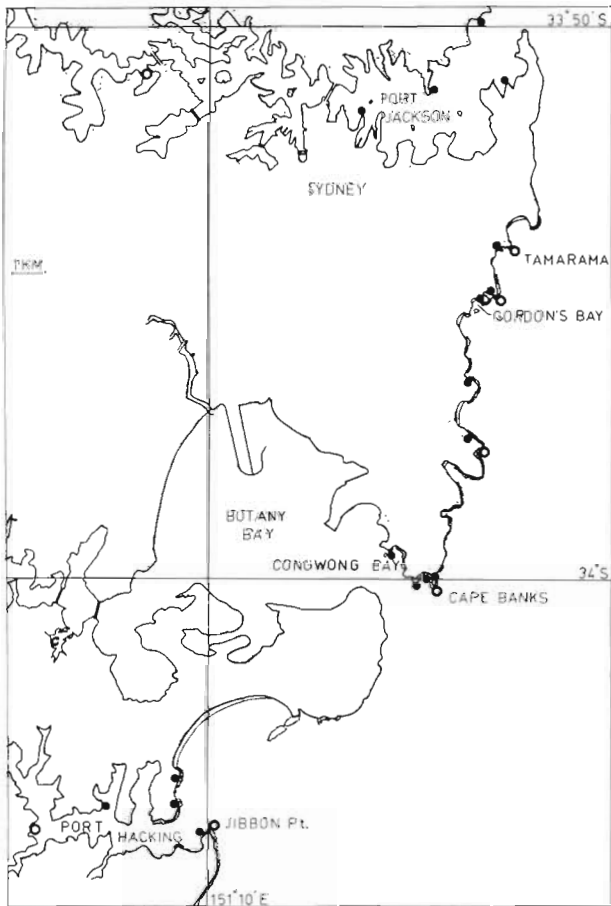 33°50'S
PORT
JACKSON
SYDNEY
TAMARAMA
GORDON'S BAY
BOTANY
BAY
CONGWONG BAY
34°S
CAPE BANKS
PORT
HACKING
JIBBON Pt.
151°10'E